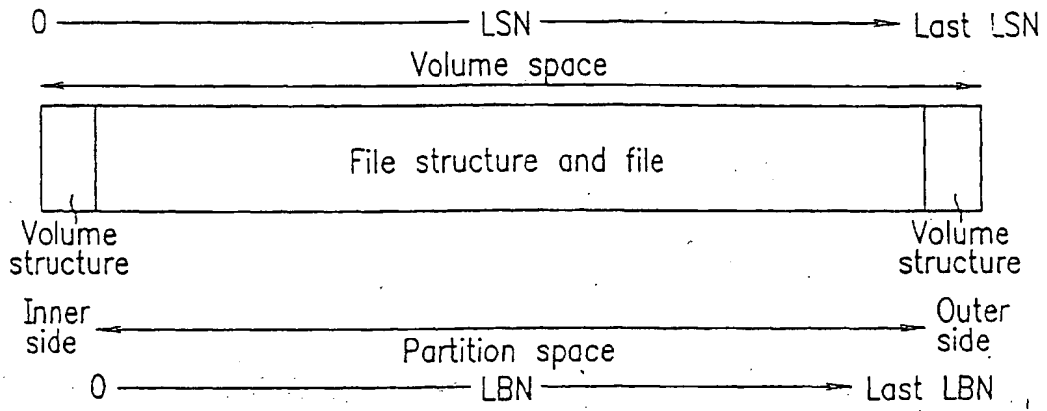 0 LSN Last LSN
Volume space
File structure and file
Volume
structure
Volume
structure
Inner
side
Outer
side
Partition space
0 LBN Last LBN